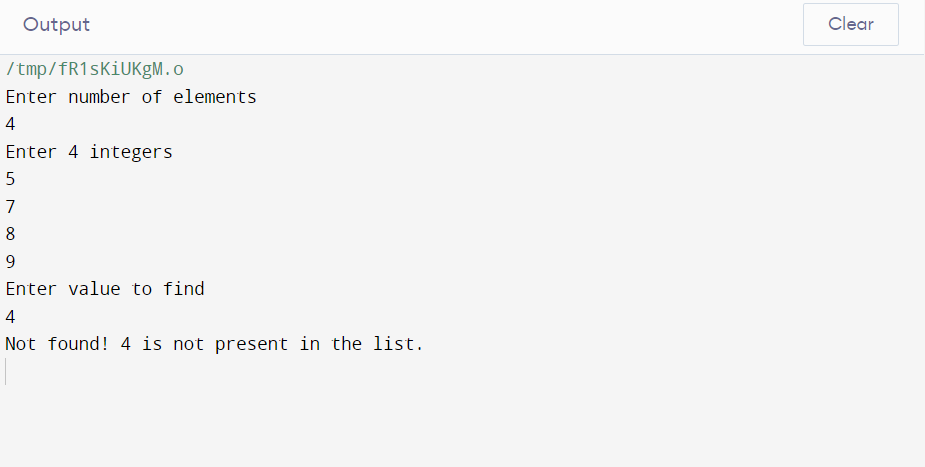 Output
Clear
/tmp/fR1sKiUKgM.o
Enter number of elements
4
Enter 4 integers
5
7
8
9
Enter value to find
4
Not found! 4 is not present in the list.